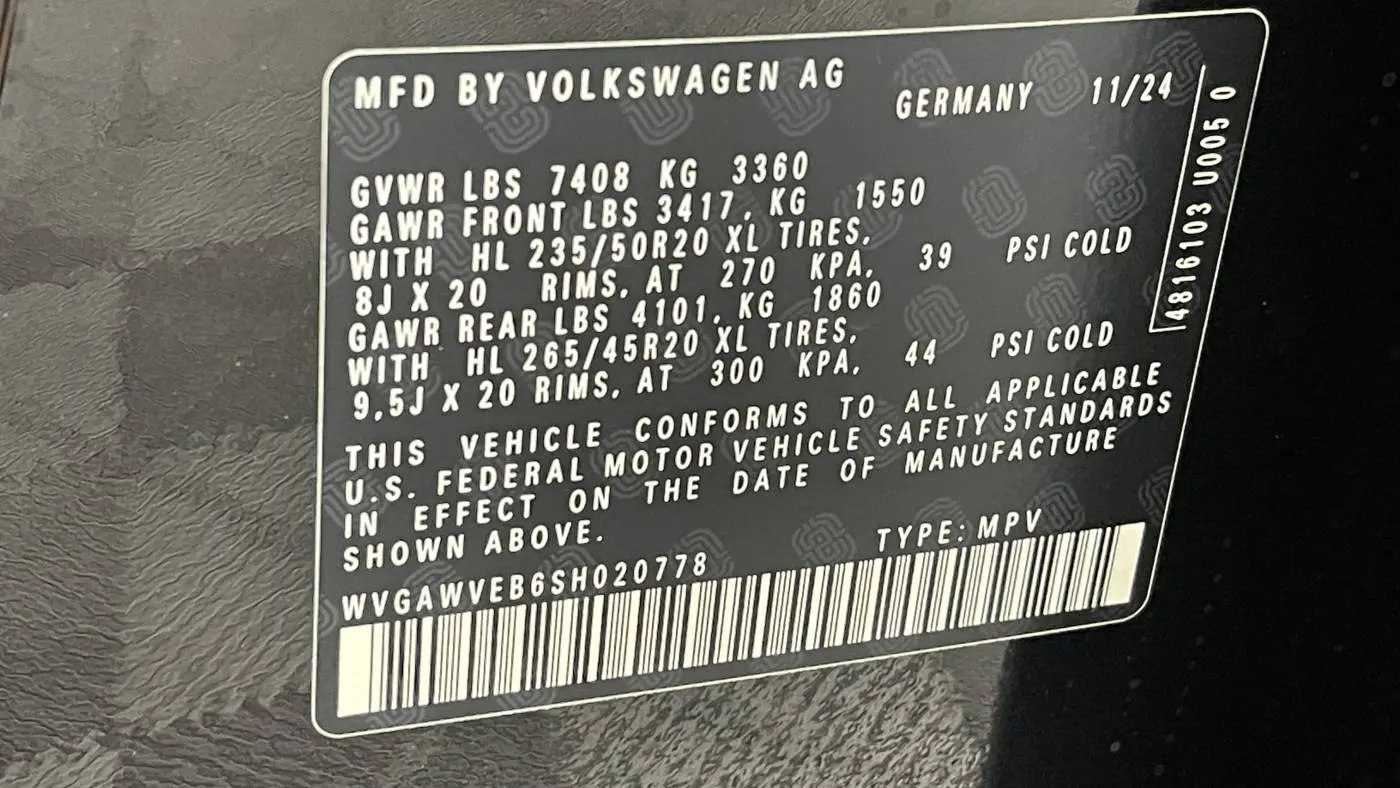 MFD BY VOLKSWAGEN AG
GERMANY 11/24
GVWR LBS 7408 KG 3360
GAWR FRONT LBS 3417, KG 1550
WITH HL 235/50R20 XL TIRES,
8J X 20 RIMS, AT 270 KPA, 39 PSI COLD
GAWR REAR LBS 4101, KG 1860
WITH HL 265/45R20 XL TIRES,
9,5J X 20 RIMS, AT 300 KPA, 44 PSI COLD
THIS VEHICLE CONFORMS TO ALL APPLICABLE
U.S. FEDERAL MOTOR VEHICLE SAFETY STANDARDS
IN EFFECT ON THE DATE OF MANUFACTURE
SHOWN ABOVE.
WVGAWVEB6SH020778
TYPE: MPV
4816103 U005 0